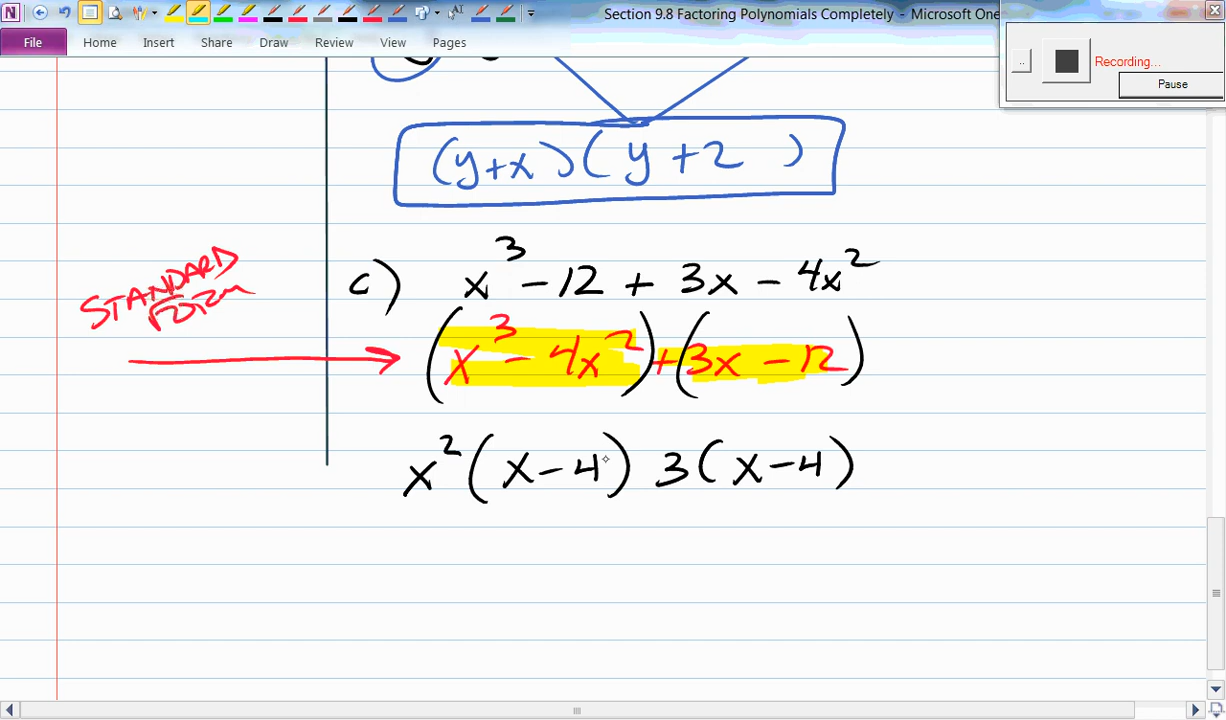 Section 9.8 Factoring Polynomials Completely - Microsoft One
File Home Insert Share Draw Review View Pages
Recording...
Pause
(y+x)(y+2)
c) x³ - 12 + 3x - 4x²
STANDARD
FORM
(x³ - 4x²)+(3x - 12)
x²(x-4) 3(x-4)